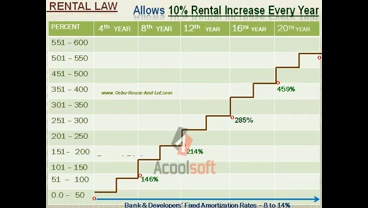 RENTAL LAW Allows 10% Rental Increase Every Year
PERCENT 4th YEAR 8TH YEAR 12TH YEAR 16TH YEAR 20TH YEAR
551 – 600
501 – 550
451 – 500
401 – 450
351 – 400 459%
www.Cebu-House-And-Lot.com
301 – 350
251 – 300 285%
201 – 250
151 – 200 214%
Acoolsoft
101 – 150
51 – 100 146%
0.0 – 50
Bank & Developers' Fixed Amortization Rates – 8 to 14%